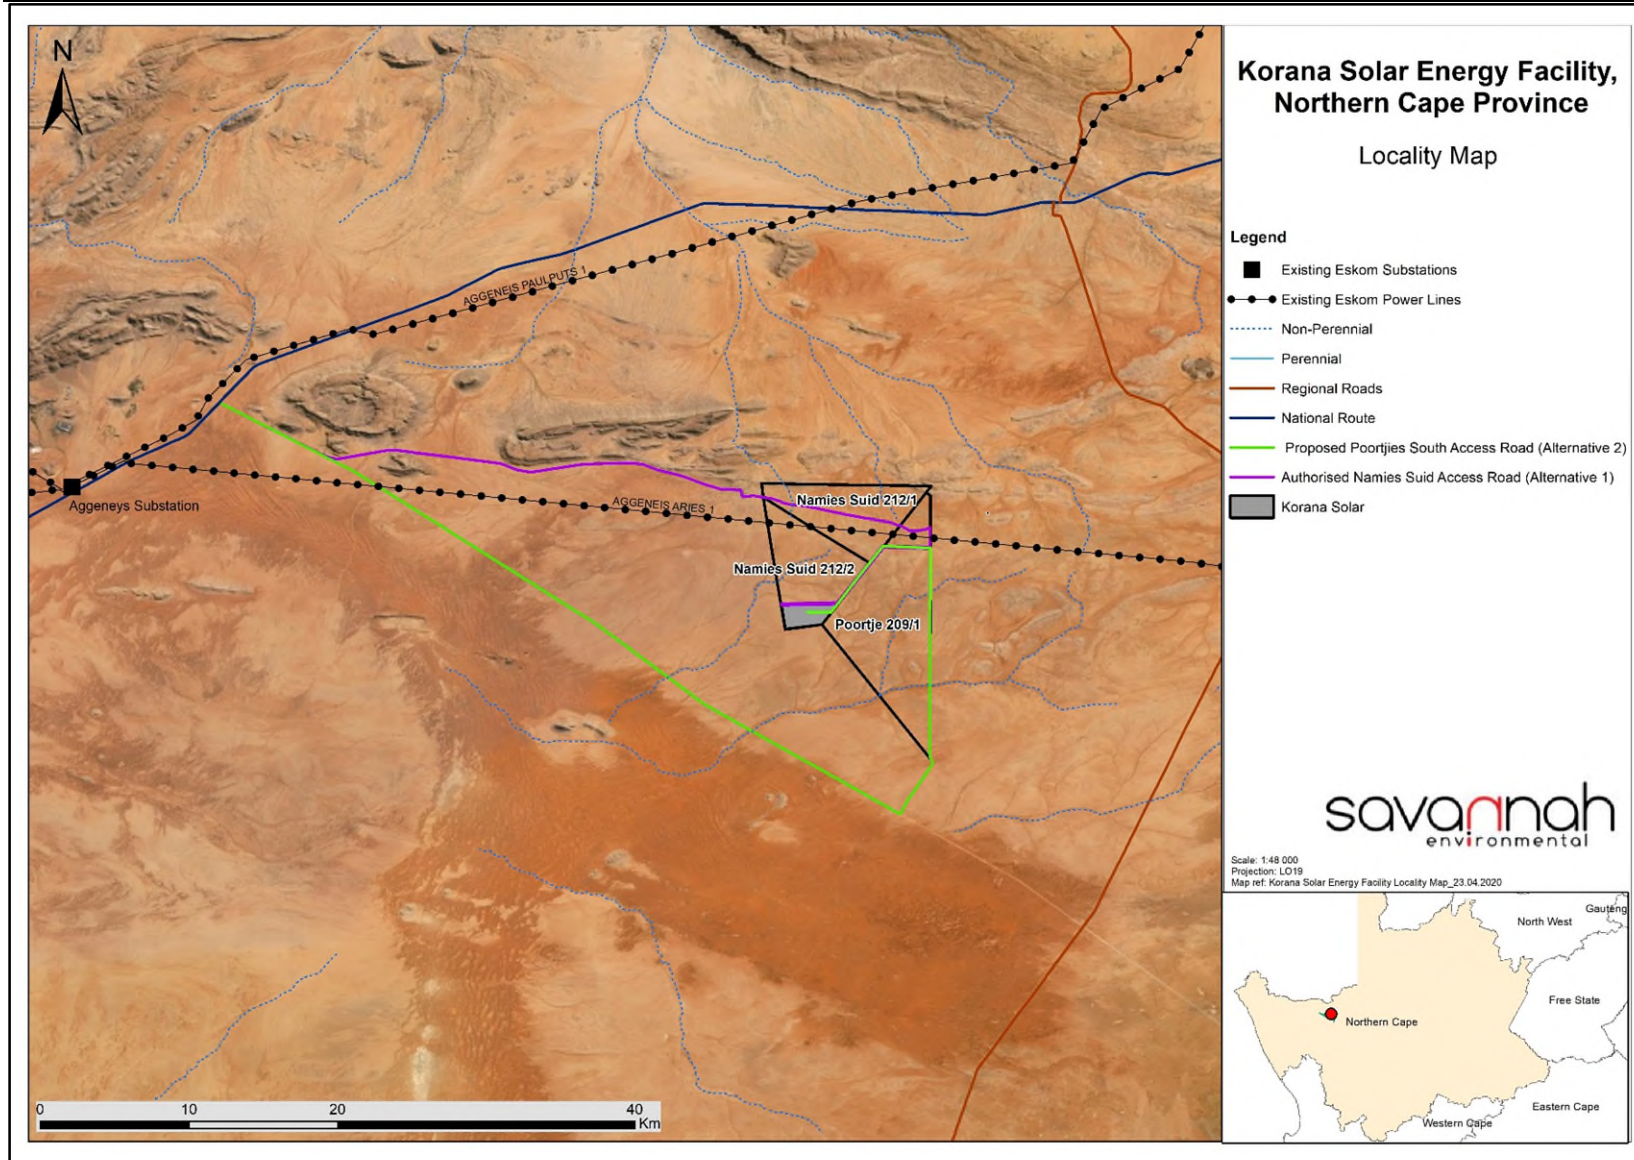 N
AGGENEIS PAULPUTS 1
Aggeneys Substation
AGGENEIS ARIES 1
Namies Suid 212/1
Namies Suid 212/2
Poortje 209/1
0 10 20 40
Km
Korana Solar Energy Facility,
Northern Cape Province
Locality Map
Legend
Existing Eskom Substations
Existing Eskom Power Lines
Non-Perennial
Perennial
Regional Roads
National Route
Proposed Poortjies South Access Road (Alternative 2)
Authorised Namies Suid Access Road (Alternative 1)
Korana Solar
savannah
environmental
Scale: 1:48 000
Projection: LO19
Map ref: Korana Solar Energy Facility Locality Map_23.04.2020
Gauteng
North West
Free State
Northern Cape
Eastern Cape
Western Cape